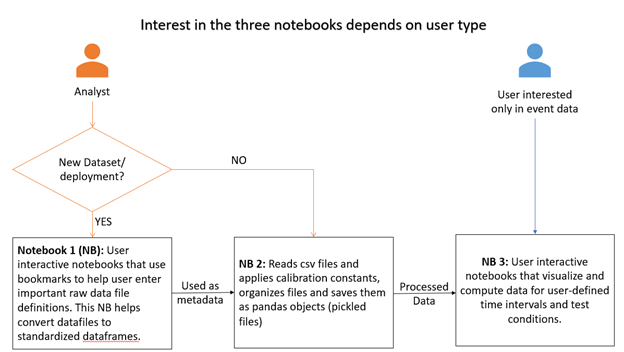 Interest in the three notebooks depends on user type
Analyst
User interested
only in event data
New Dataset/
deployment?
NO
YES
Notebook 1 (NB): User
interactive notebooks that use
bookmarks to help user enter
important raw data file
definitions. This NB helps
convert datafiles to
standardized dataframes.
Used as
metadata
NB 2: Reads csv files and
applies calibration constants,
organizes files and saves them
as pandas objects (pickled
files)
Processed
Data
NB 3: User interactive
notebooks that visualize and
compute data for user-defined
time intervals and test
conditions.